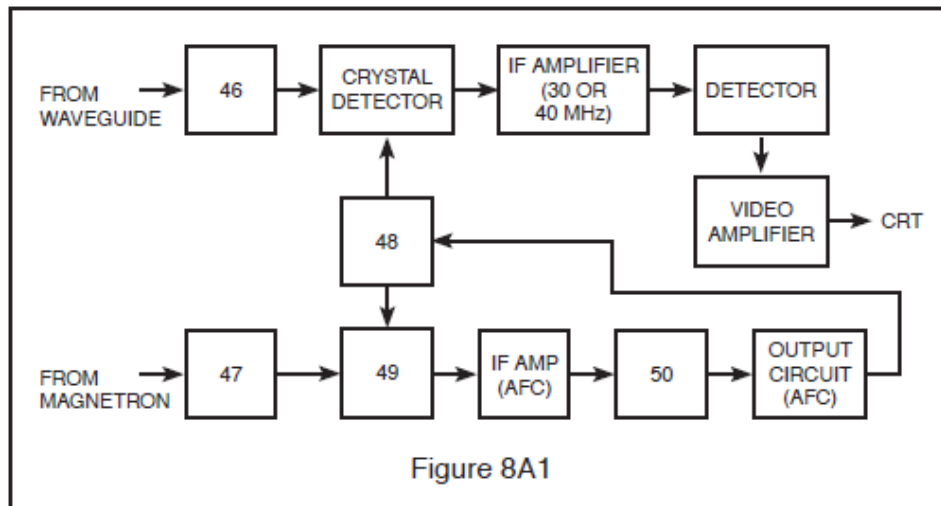 FROM
WAVEGUIDE
46
CRYSTAL
DETECTOR
IF AMPLIFIER
(30 OR
40 MHz)
DETECTOR
VIDEO
AMPLIFIER
CRT
48
FROM
MAGNETRON
47
49
IF AMP
(AFC)
50
OUTPUT
CIRCUIT
(AFC)
Figure 8A1